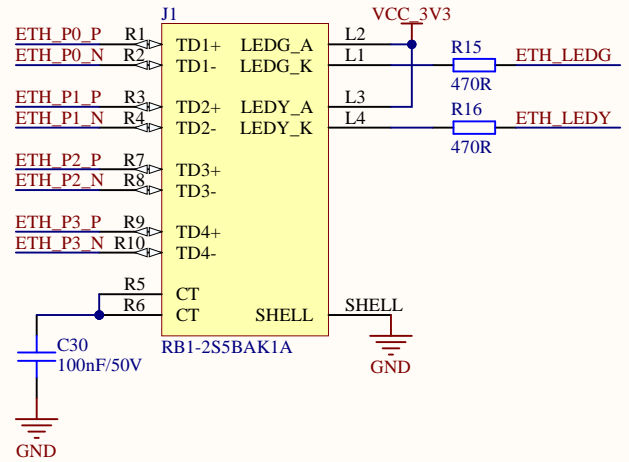 J1
VCC_3V3
ETH_P0_P R1 TD1+ LEDG_A L2
ETH_P0_N R2 TD1- LEDG_K L1 R15 ETH_LEDG
470R
ETH_P1_P R3 TD2+ LEDY_A L3
ETH_P1_N R4 TD2- LEDY_K L4 R16 ETH_LEDY
470R
ETH_P2_P R7 TD3+
ETH_P2_N R8 TD3-
ETH_P3_P R9 TD4+
ETH_P3_N R10 TD4-
R5 CT
R6 CT SHELL SHELL
C30
100nF/50V
RB1-2S5BAK1A
GND
GND